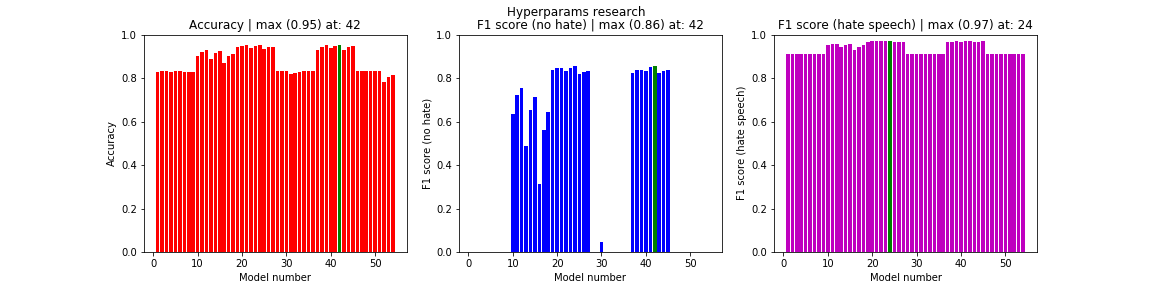 Hyperparams research
Accuracy | max (0.95) at: 42
1.0
0.8
0.6
0.4
0.2
0.0
Accuracy
0 10 20 30 40 50
Model number
F1 score (no hate) | max (0.86) at: 42
1.0
0.8
0.6
0.4
0.2
0.0
F1 score (no hate)
0 10 20 30 40 50
Model number
F1 score (hate speech) | max (0.97) at: 24
1.0
0.8
0.6
0.4
0.2
0.0
F1 score (hate speech)
0 10 20 30 40 50
Model number